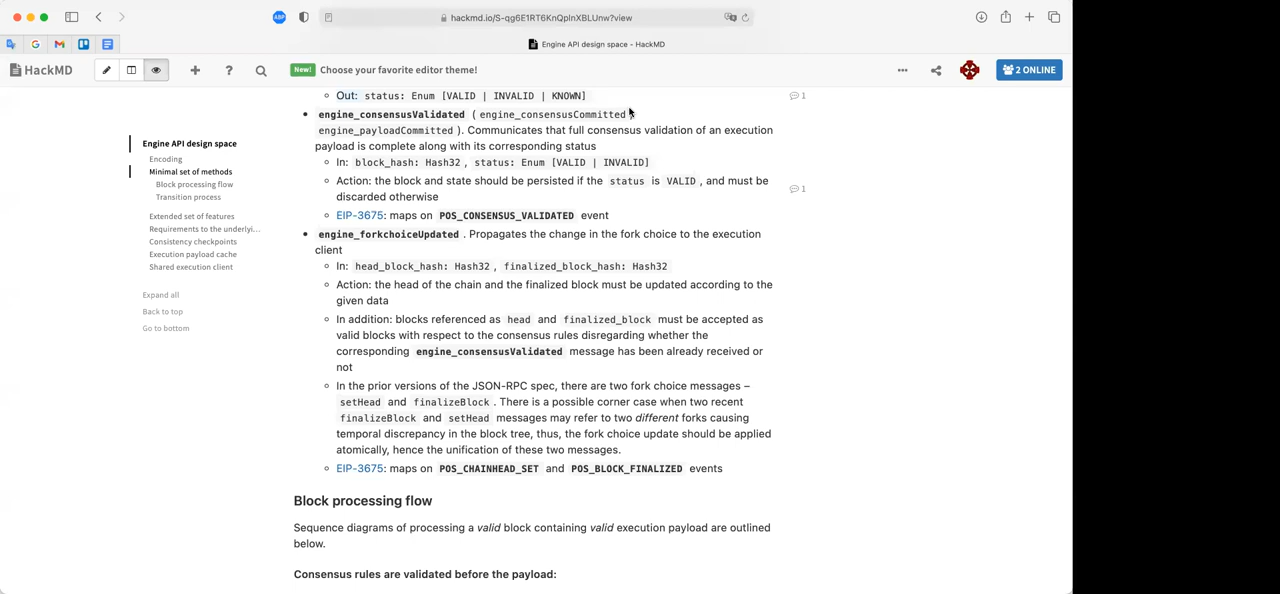 hackmd.io/S-qg6E1RT6KnQpInXBLUnw?view
Engine API design space - HackMD
HackMD
New! Choose your favorite editor theme!
2 ONLINE
Engine API design space
Encoding
Minimal set of methods
Block processing flow
Transition process
Extended set of features
Requirements to the underlyi...
Consistency checkpoints
Execution payload cache
Shared execution client
Expand all
Back to top
Go to bottom
Out: status: Enum [VALID | INVALID | KNOWN]
1
engine_consensusValidated ( engine_consensusCommitted
engine_payloadCommitted ). Communicates that full consensus validation of an execution
payload is complete along with its corresponding status
In: block_hash: Hash32 , status: Enum [VALID | INVALID]
Action: the block and state should be persisted if the status is VALID , and must be
discarded otherwise
1
EIP-3675: maps on POS_CONSENSUS_VALIDATED event
engine_forkchoiceUpdated . Propagates the change in the fork choice to the execution
client
In: head_block_hash: Hash32 , finalized_block_hash: Hash32
Action: the head of the chain and the finalized block must be updated according to the
given data
In addition: blocks referenced as head and finalized_block must be accepted as
valid blocks with respect to the consensus rules disregarding whether the
corresponding engine_consensusValidated message has been already received or
not
In the prior versions of the JSON-RPC spec, there are two fork choice messages –
setHead and finalizeBlock . There is a possible corner case when two recent
finalizeBlock and setHead messages may refer to two different forks causing
temporal discrepancy in the block tree, thus, the fork choice update should be applied
atomically, hence the unification of these two messages.
EIP-3675: maps on POS_CHAINHEAD_SET and POS_BLOCK_FINALIZED events
Block processing flow
Sequence diagrams of processing a valid block containing valid execution payload are outlined
below.
Consensus rules are validated before the payload: